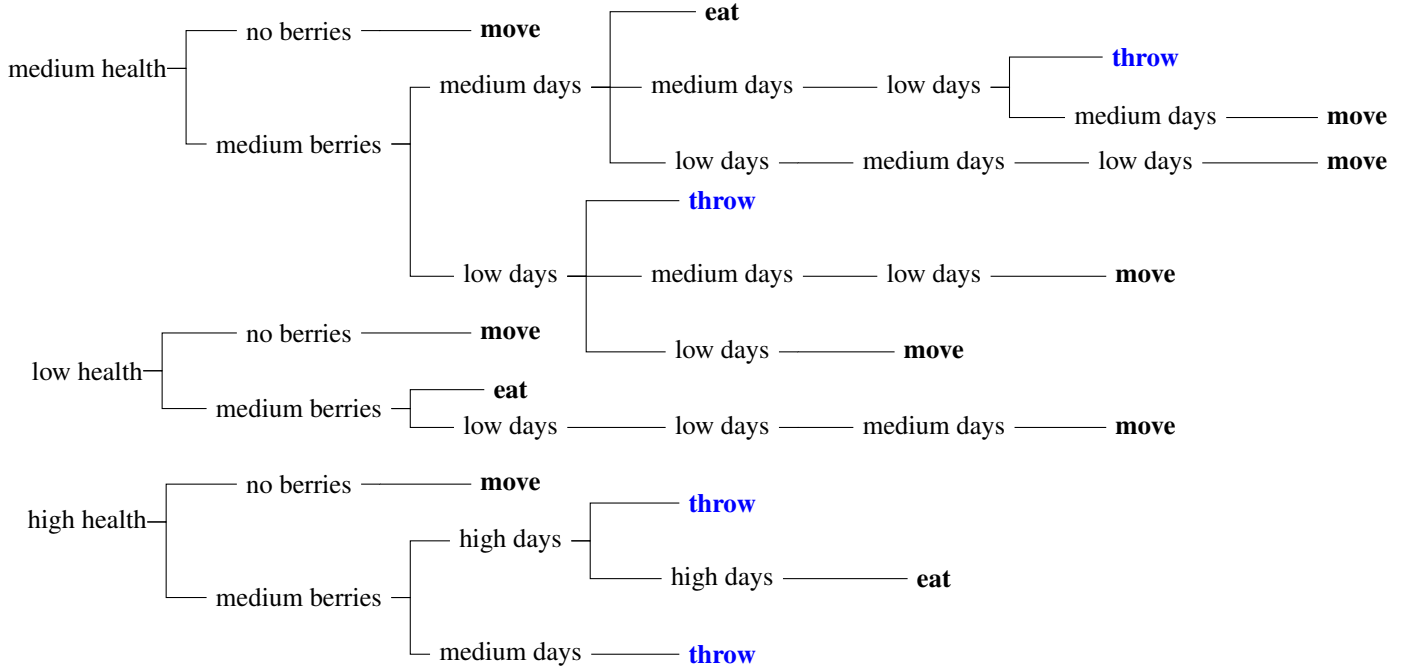 eat
no berries move
throw
medium health
medium days medium days low days
medium days move
medium berries
low days medium days low days move
throw
low days medium days low days move
no berries move
low days move
low health
eat
medium berries
low days low days medium days move
no berries move
throw
high health
high days
high days eat
medium berries
medium days throw